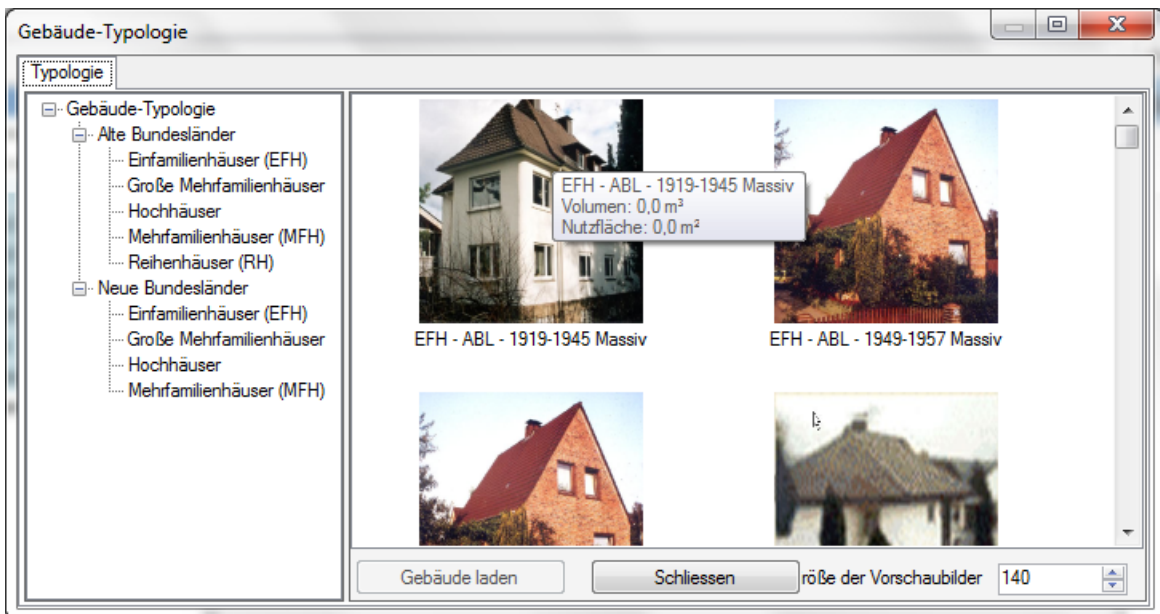 Gebäude-Typologie
Typologie
Gebäude-Typologie
Alte Bundesländer
Einfamilienhäuser (EFH)
Große Mehrfamilienhäuser
Hochhäuser
Mehrfamilienhäuser (MFH)
Reihenhäuser (RH)
Neue Bundesländer
Einfamilienhäuser (EFH)
Große Mehrfamilienhäuser
Hochhäuser
Mehrfamilienhäuser (MFH)
EFH - ABL - 1919-1945 Massiv
Volumen: 0,0 m³
Nutzfläche: 0,0 m²
EFH - ABL - 1919-1945 Massiv
EFH - ABL - 1949-1957 Massiv
Gebäude laden
Schliessen
röße der Vorschaubilder
140